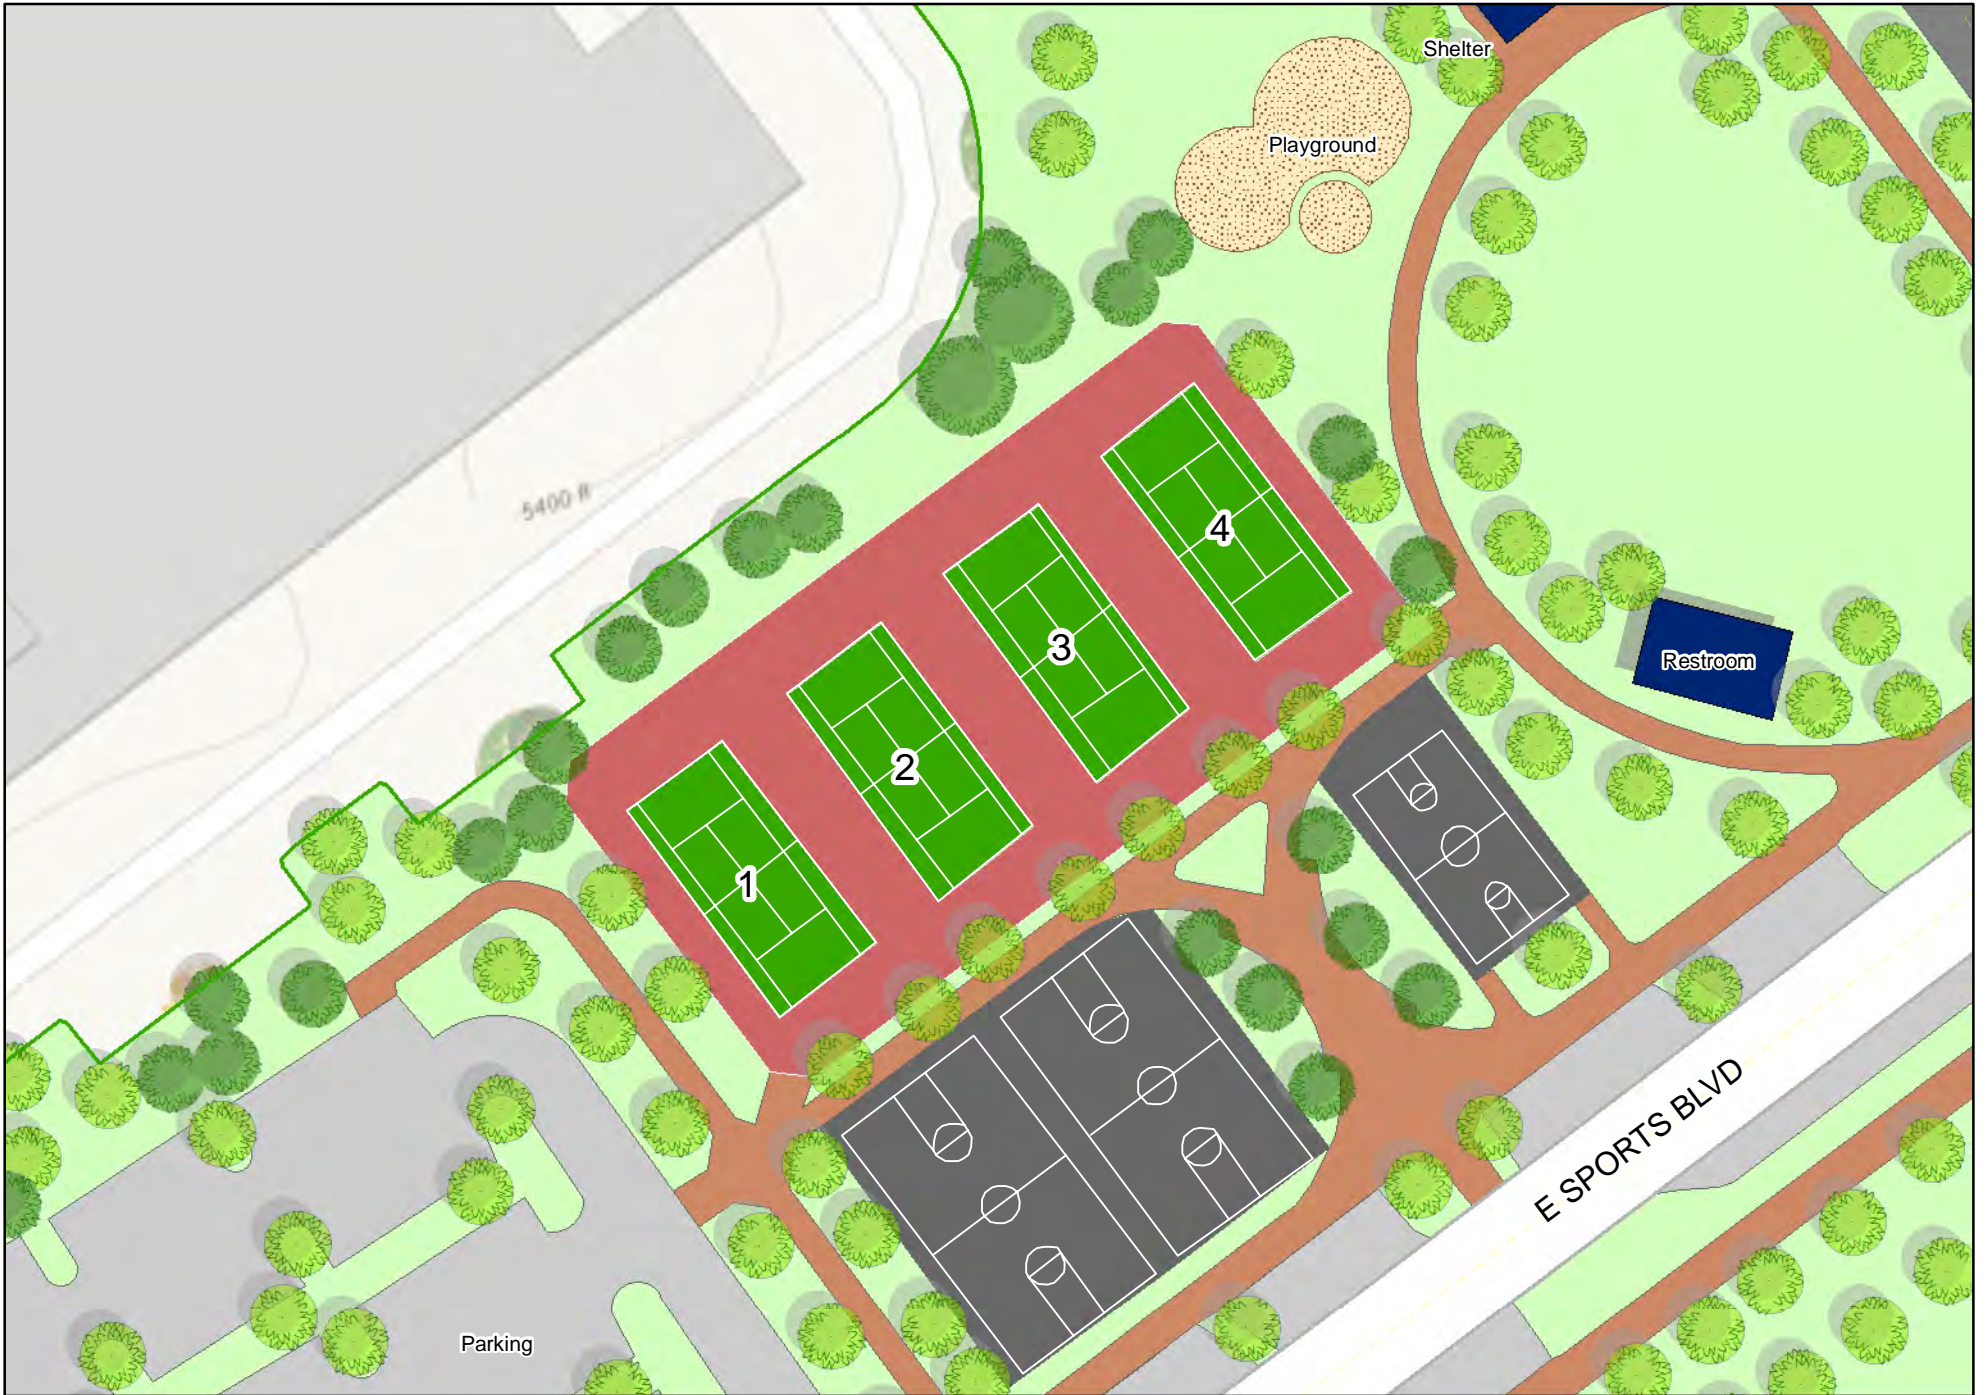 Shelter
Playground
5400 ft
4
3
Restroom
2
1
E SPORTS BLVD
Parking